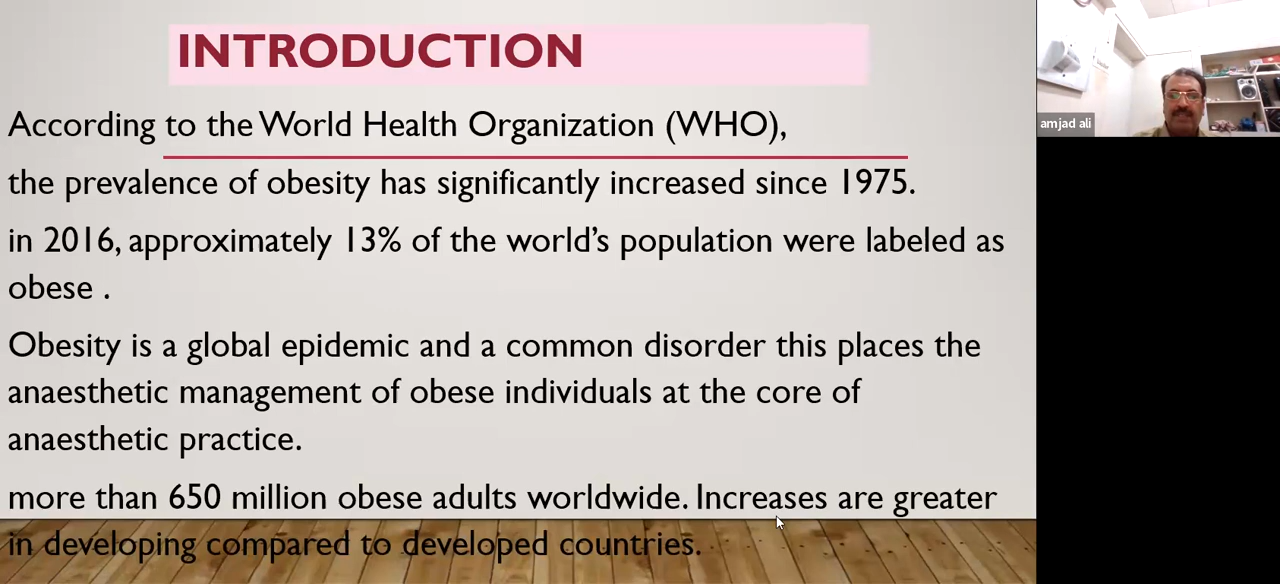 INTRODUCTION
According to the World Health Organization (WHO),
the prevalence of obesity has significantly increased since 1975.
in 2016, approximately 13% of the world's population were labeled as
obese .
Obesity is a global epidemic and a common disorder this places the
anaesthetic management of obese individuals at the core of
anaesthetic practice.
more than 650 million obese adults worldwide. Increases are greater
in developing compared to developed countries.
amjad ali